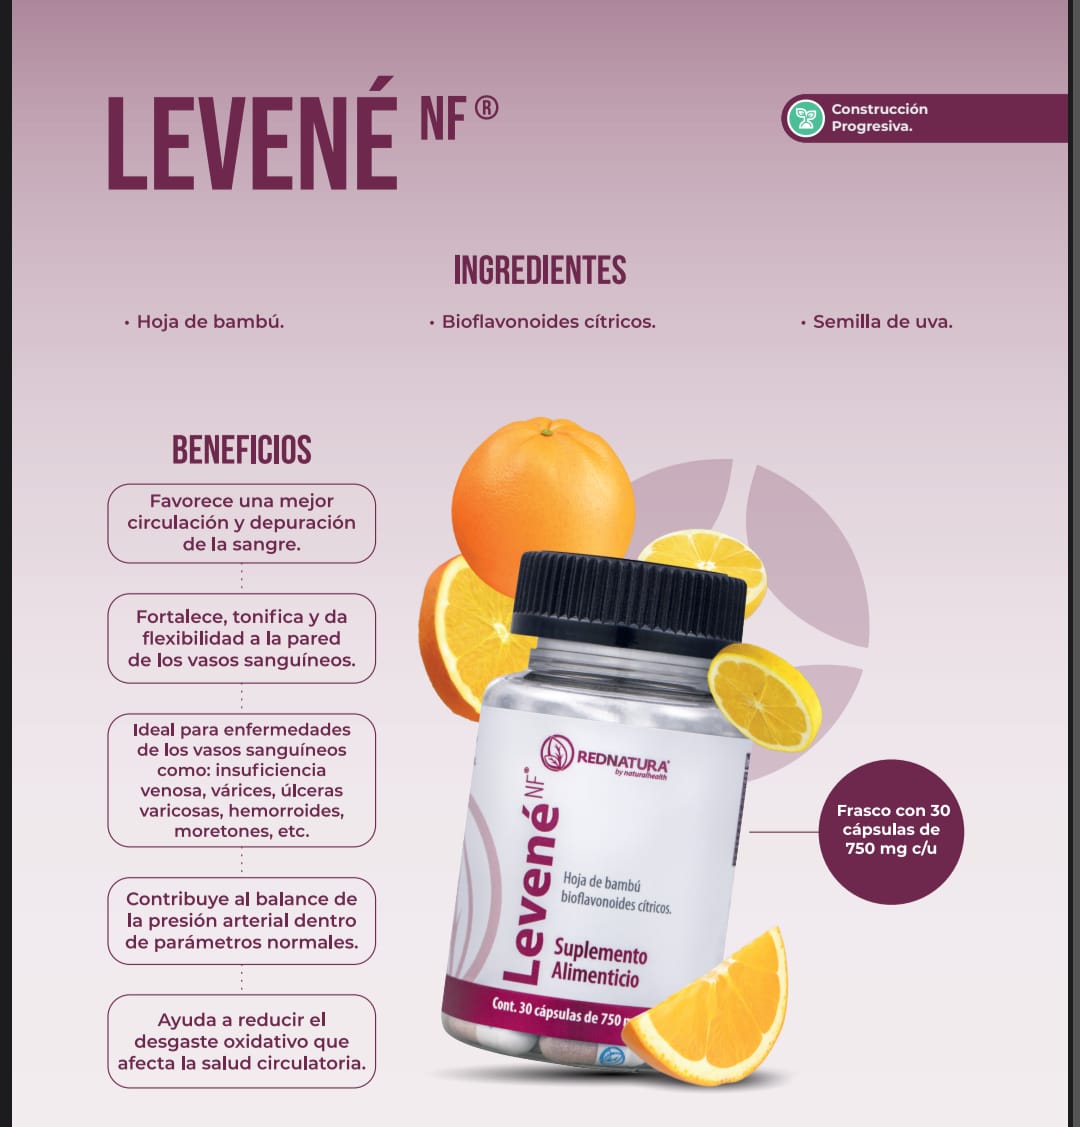 LEVENÉ NF®
Construcción
Progresiva.
INGREDIENTES
• Hoja de bambú.
• Bioflavonoides cítricos.
• Semilla de uva.
BENEFICIOS
Favorece una mejor
circulación y depuración
de la sangre.
Fortalece, tonifica y da
flexibilidad a la pared
de los vasos sanguíneos.
Ideal para enfermedades
de los vasos sanguíneos
como: insuficiencia
venosa, várices, úlceras
varicosas, hemorroides,
moretones, etc.
Contribuye al balance de
la presión arterial dentro
de parámetros normales.
Ayuda a reducir el
desgaste oxidativo que
afecta la salud circulatoria.
REDNATURA®
by naturalhealth
Levené NF®
Hoja de bambú
bioflavonoides cítricos.
Suplemento
Alimenticio
Cont. 30 cápsulas de 750
Frasco con 30
cápsulas de
750 mg c/u